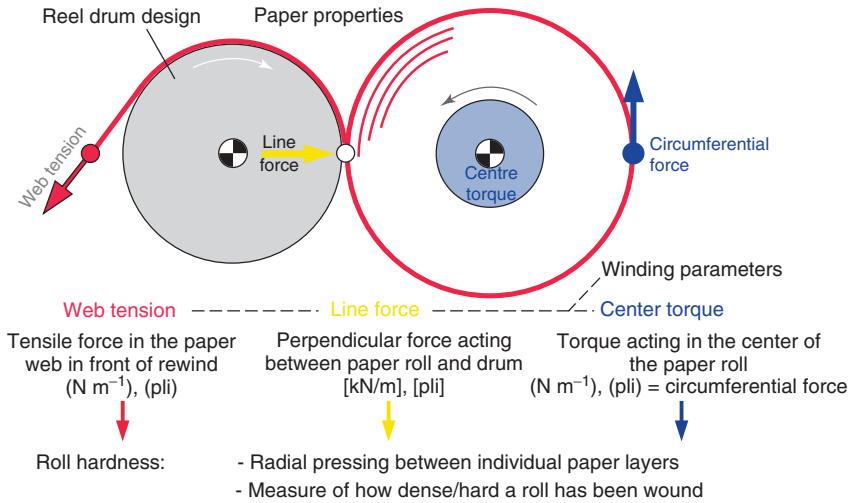 Reel drum design
Paper properties
Web tension
Line
force
Centre
torque
Circumferential
force
Winding parameters
Web tension
Line force
Center torque
Tensile force in the paper
web in front of rewind
(N m⁻¹), (pli)
Perpendicular force acting
between paper roll and drum
[kN/m], [pli]
Torque acting in the center of
the paper roll
(N m⁻¹), (pli) = circumferential force
Roll hardness:
- Radial pressing between individual paper layers
- Measure of how dense/hard a roll has been wound